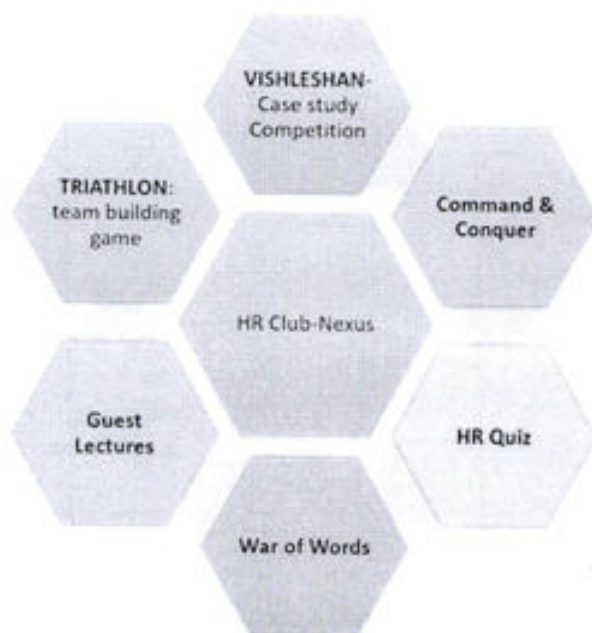 VISHLESHAN-
Case study
Competition
TRIATHLON:
team building
game
Command &
Conquer
HR Club-Nexus
Guest
Lectures
HR Quiz
War of Words